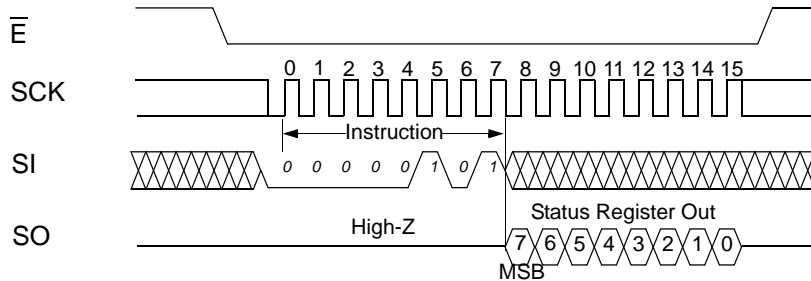 E
SCK
0 1 2 3 4 5 6 7 8 9 10 11 12 13 14 15
Instruction
SI
0 0 0 0 0 1 0 1
SO
High-Z
Status Register Out
7 6 5 4 3 2 1 0
MSB